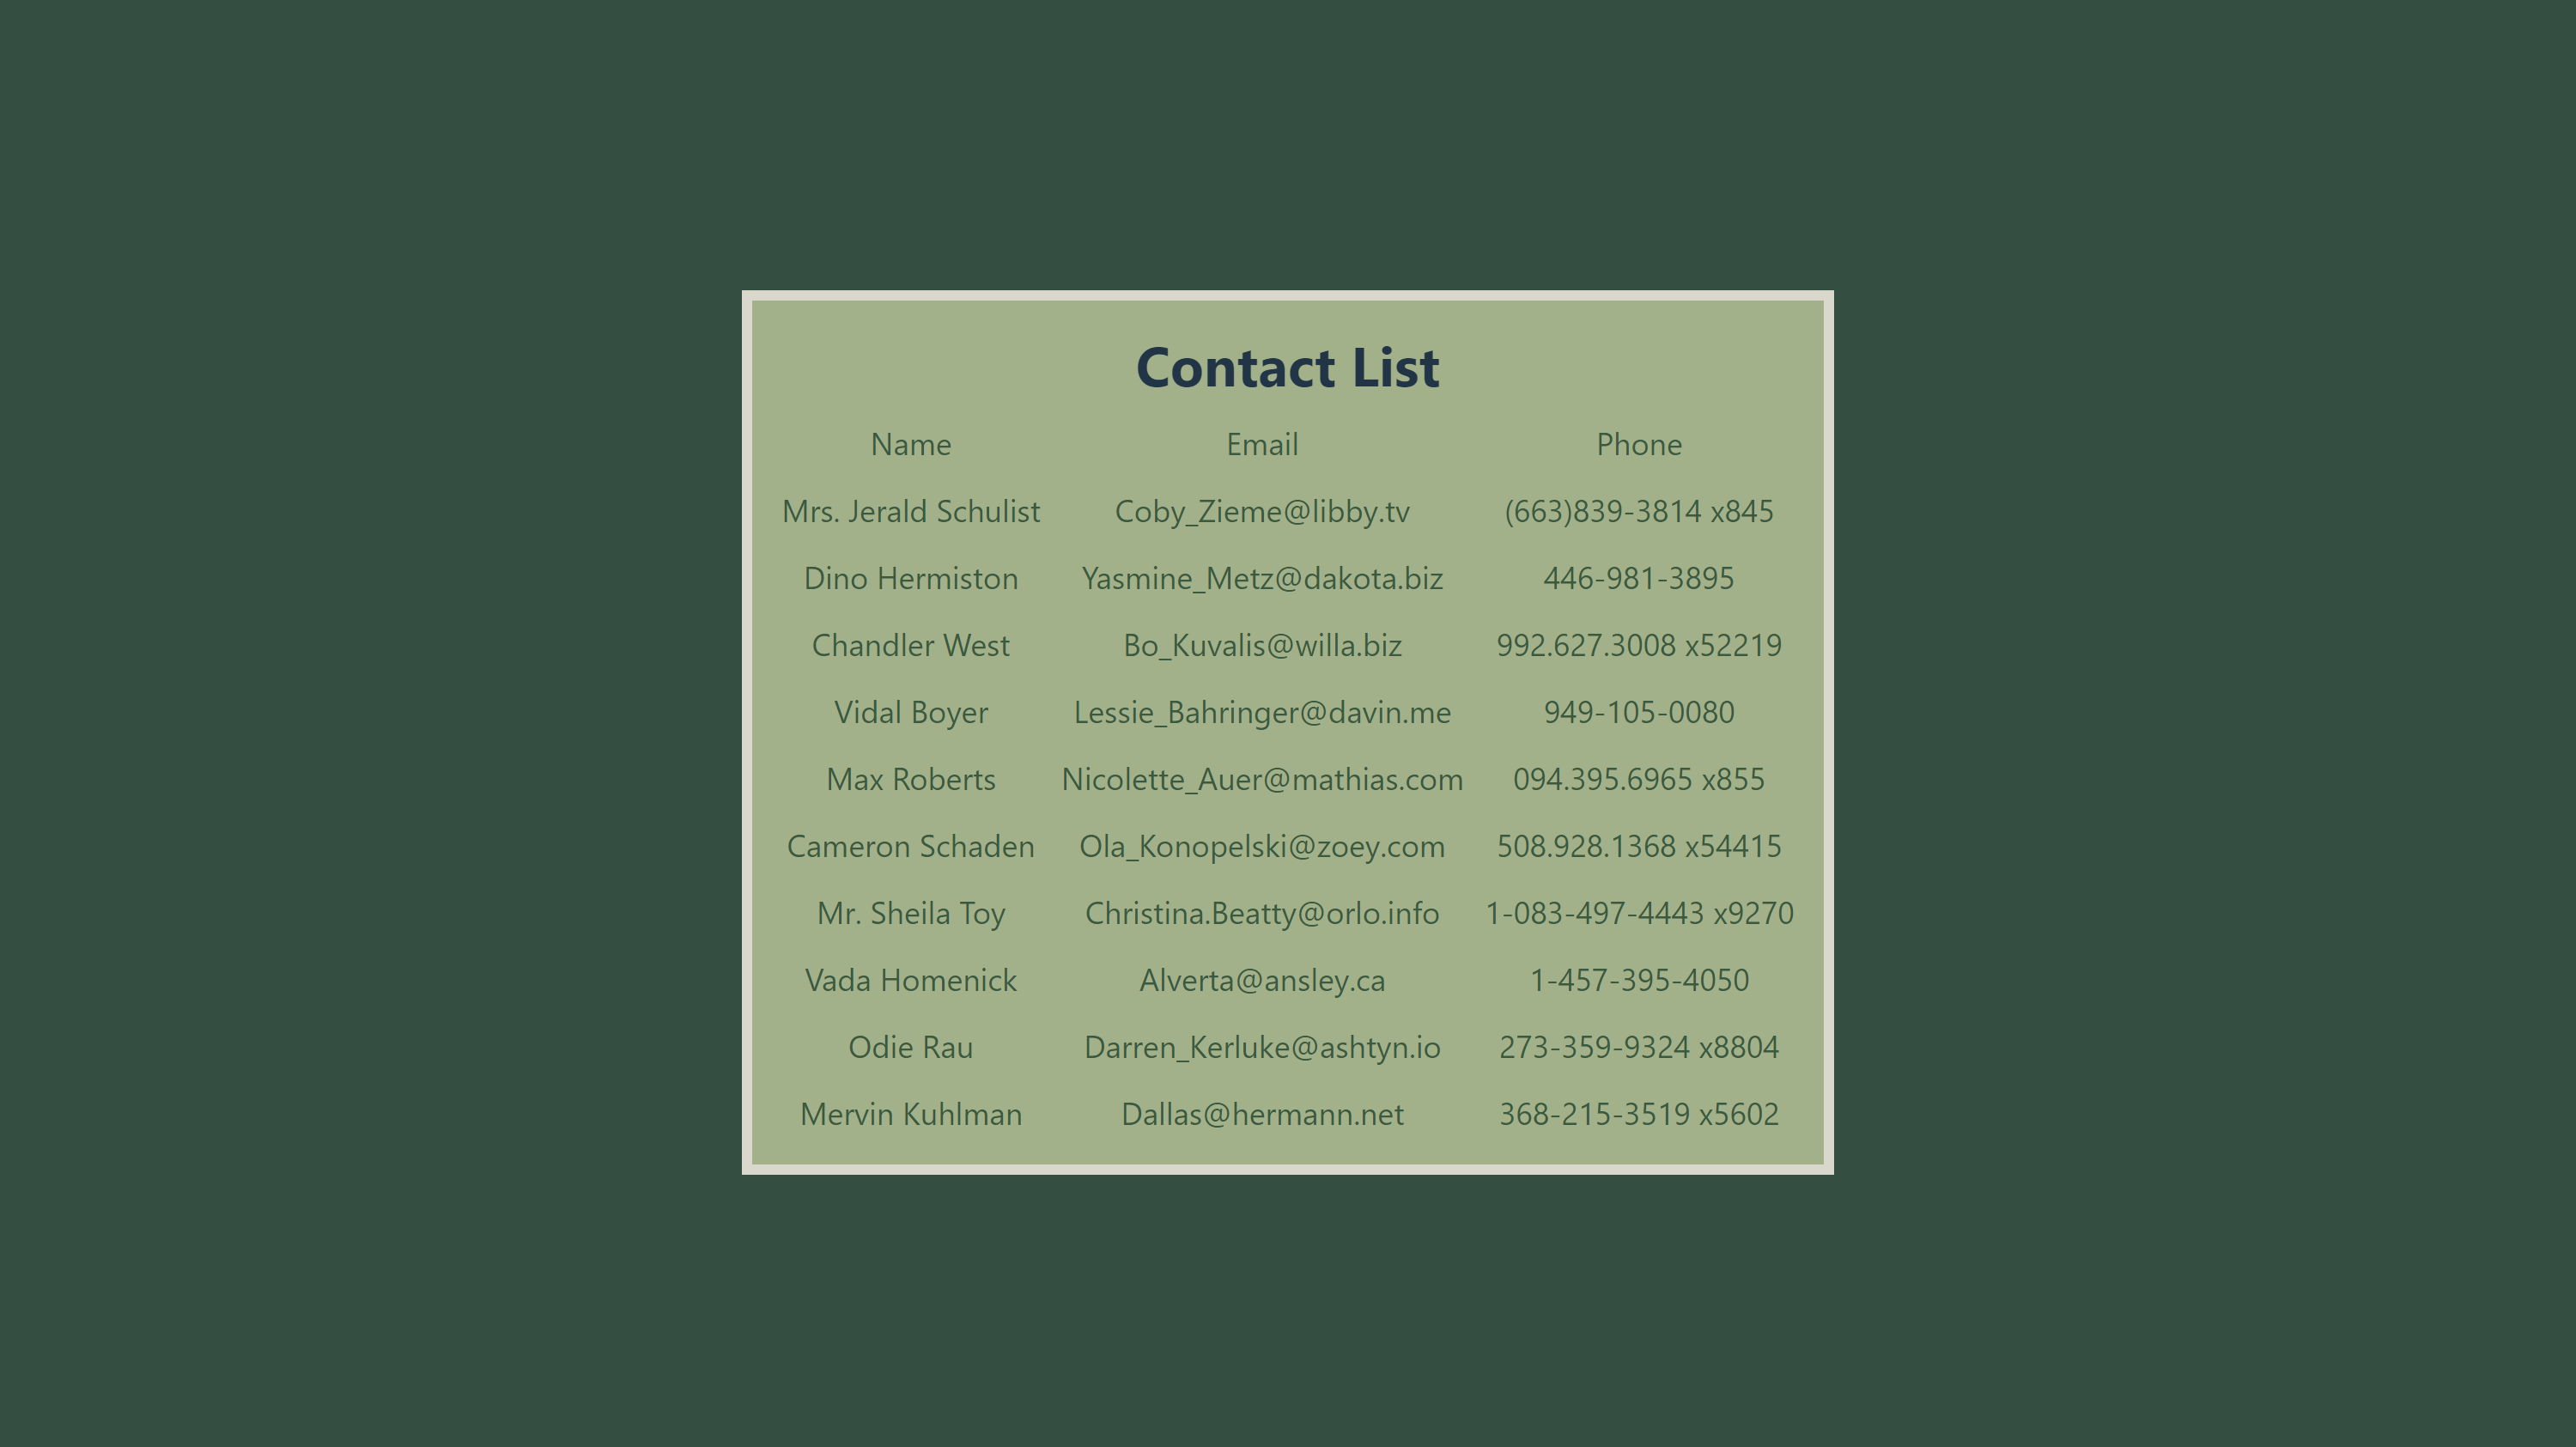 Contact List
Name Email Phone
Mrs. Jerald Schulist Coby_Zieme@libby.tv (663)839-3814 x845
Dino Hermiston Yasmine_Metz@dakota.biz 446-981-3895
Chandler West Bo_Kuvalis@willa.biz 992.627.3008 x52219
Vidal Boyer Lessie_Bahringer@davin.me 949-105-0080
Max Roberts Nicolette_Auer@mathias.com 094.395.6965 x855
Cameron Schaden Ola_Konopelski@zoey.com 508.928.1368 x54415
Mr. Sheila Toy Christina.Beatty@orlo.info 1-083-497-4443 x9270
Vada Homenick Alverta@ansley.ca 1-457-395-4050
Odie Rau Darren_Kerluke@ashtyn.io 273-359-9324 x8804
Mervin Kuhlman Dallas@hermann.net 368-215-3519 x5602